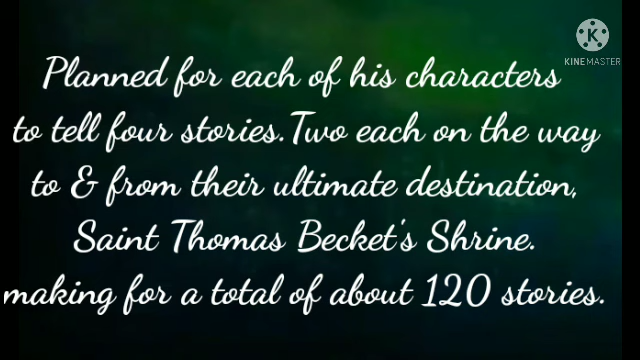 Planned for each of his characters
to tell four stories.Two each on the way
to & from their ultimate destination,
Saint Thomas Becket's Shrine.
making for a total of about 120 stories.
K
KINEMASTER